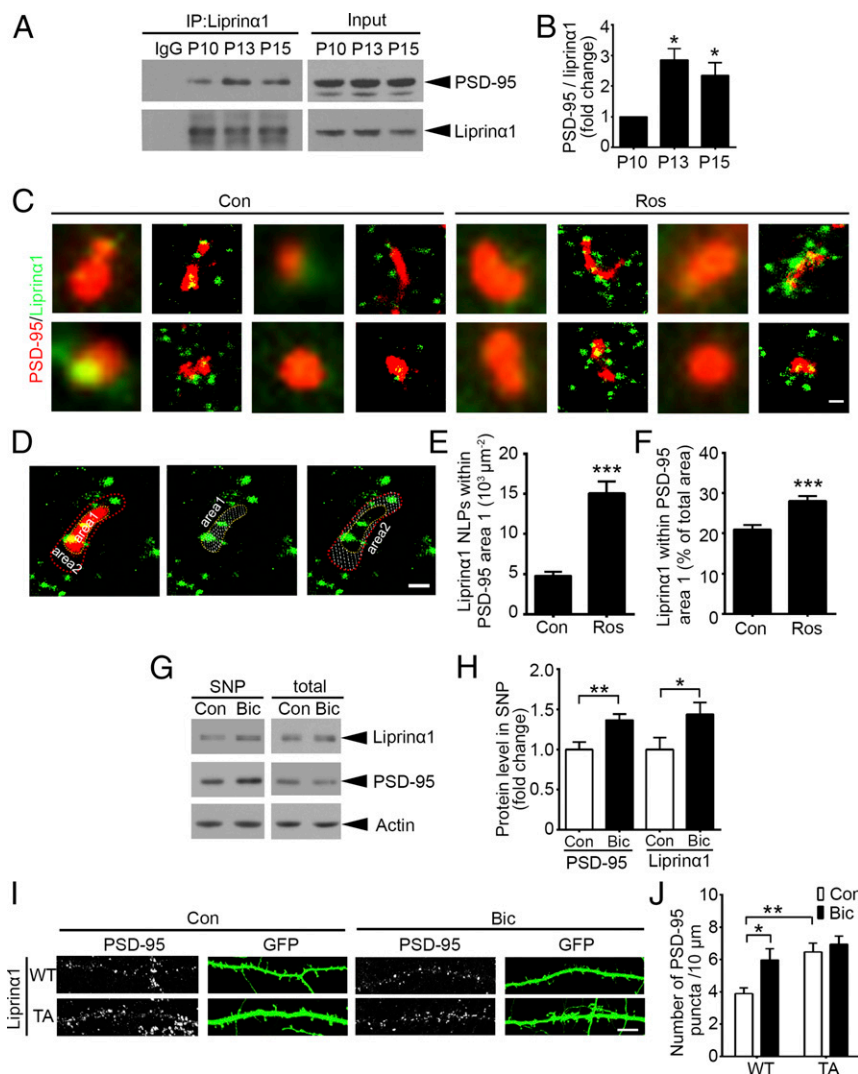 A
IP:Liprinα1 Input
IgG P10 P13 P15 P10 P13 P15
PSD-95
Liprinα1
B
PSD-95 / liprinα1
(fold change)
4
3
2
1
0
* *
P10 P13 P15
C
Con Ros
PSD-95/Liprinα1
D
area1
area2
area1
area2
E
Liprinα1 NLPs within
PSD-95 area 1 (10³ μm⁻²)
20
15
10
5
0
***
Con Ros
F
Liprinα1 within PSD-95
area 1 (% of total area)
40
30
20
10
0
***
Con Ros
G
SNP total
Con Bic Con Bic
Liprinα1
PSD-95
Actin
H
Protein level in SNP
(fold change)
2.0
1.5
1.0
0.5
0.0
** *
Con Bic Con Bic
PSD-95 Liprinα1
I
Con Bic
PSD-95 GFP PSD-95 GFP
Liprinα1
WT
TA
J
Con
Bic
Number of PSD-95
puncta /10 μm
10
8
6
4
2
0
**
*
WT TA